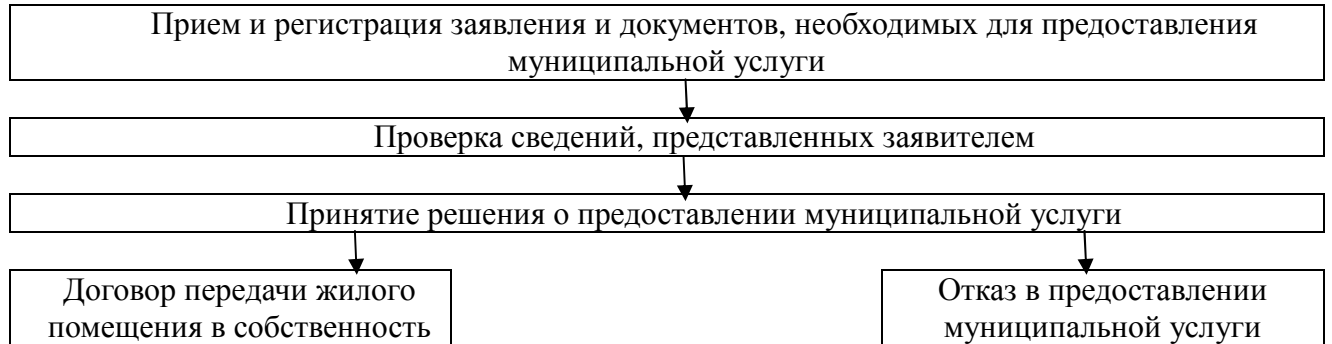 Прием и регистрация заявления и документов, необходимых для предоставления
муниципальной услуги
Проверка сведений, представленных заявителем
Принятие решения о предоставлении муниципальной услуги
Договор передачи жилого
помещения в собственность
Отказ в предоставлении
муниципальной услуги